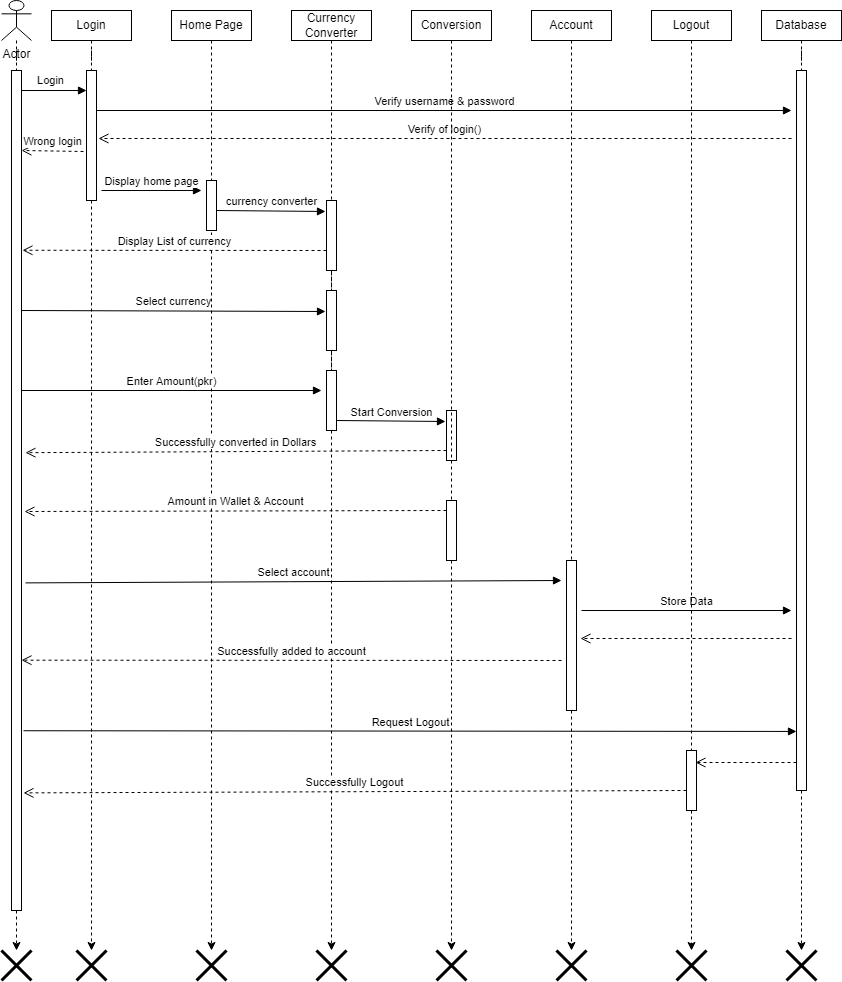 Actor
Login
Home Page
Currency
Converter
Conversion
Account
Logout
Database
Login
Verify username & password
Verify of login()
Wrong login
Display home page
currency converter
Display List of currency
Select currency
Enter Amount(pkr)
Start Conversion
Successfully converted in Dollars
Amount in Wallet & Account
Select account
Store Data
Successfully added to account
Request Logout
Successfully Logout